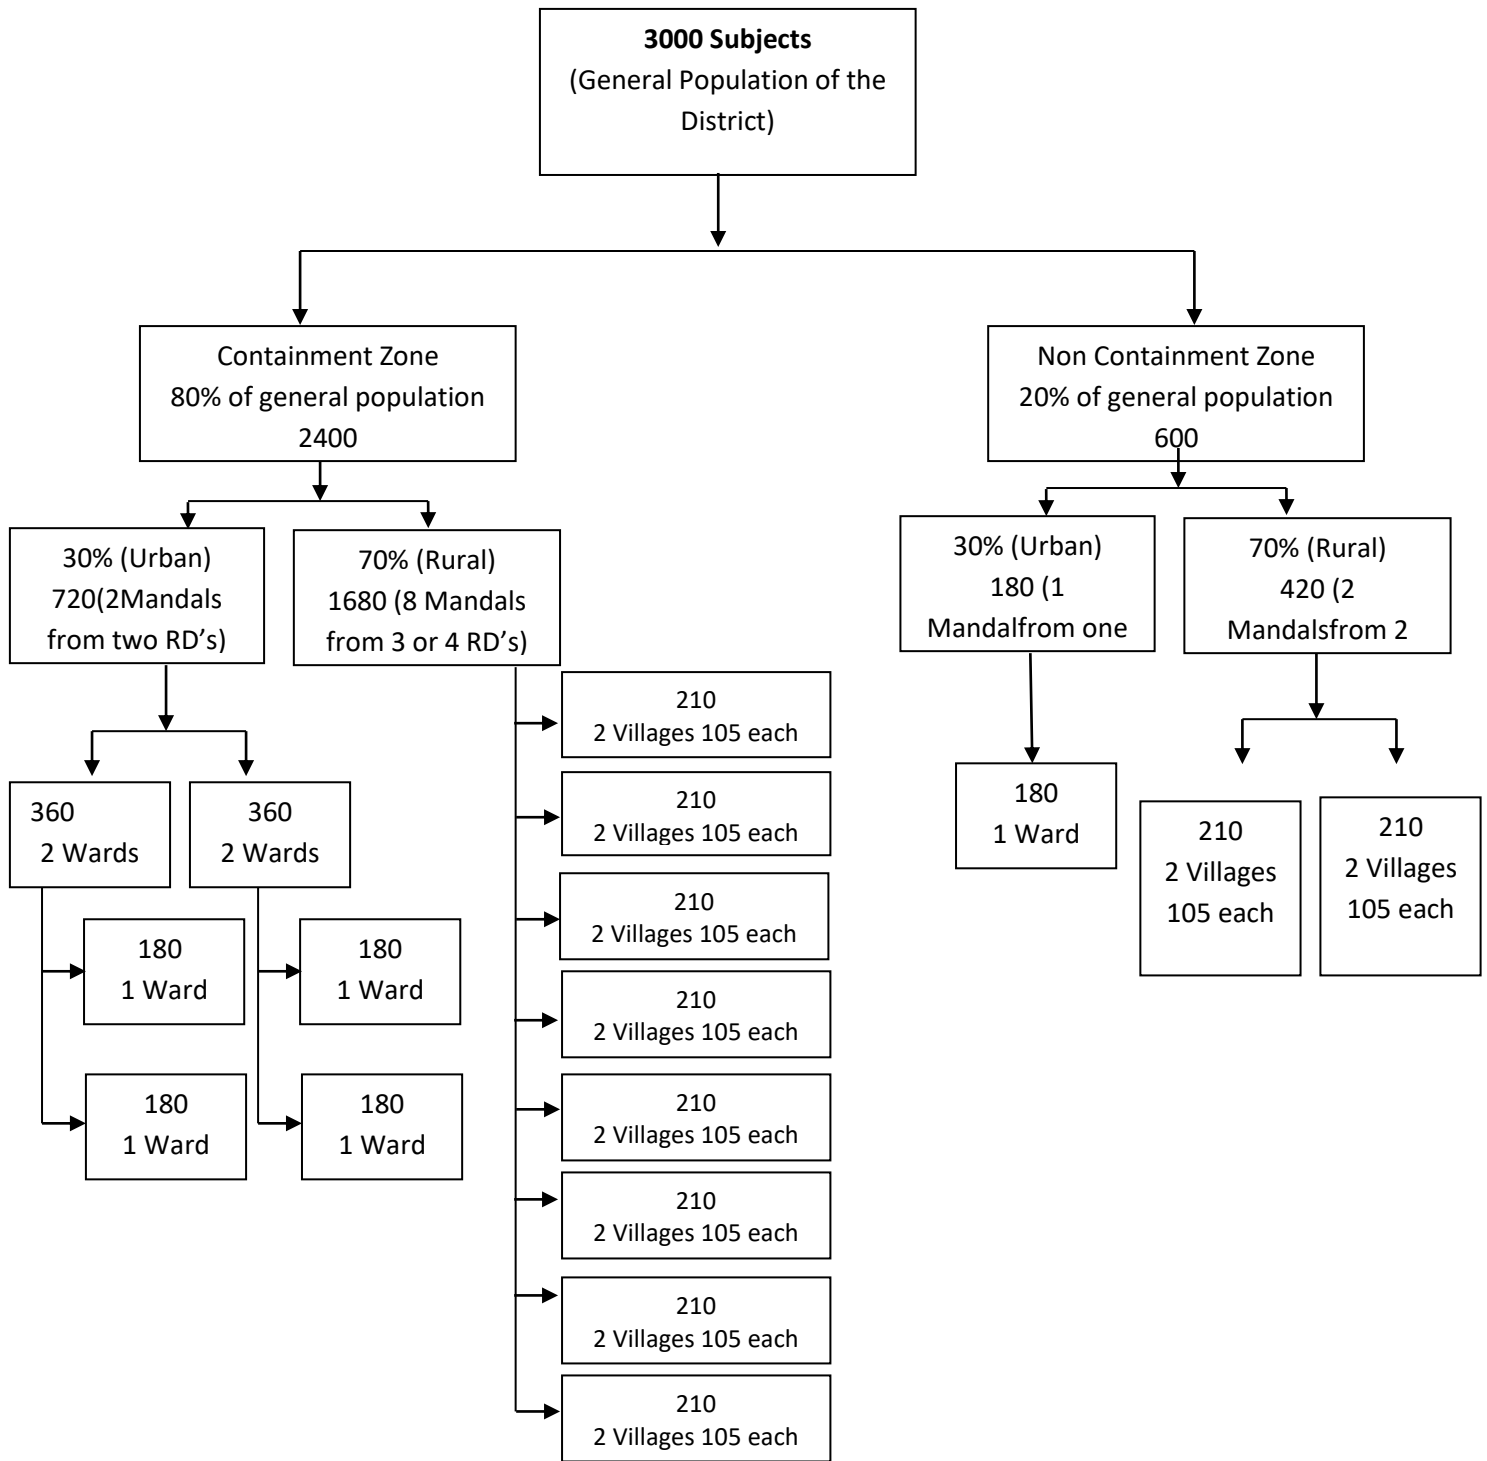 3000 Subjects
(General Population of the
District)
Containment Zone
80% of general population
2400
Non Containment Zone
20% of general population
600
30% (Urban)
720(2Mandals
from two RD’s)
70% (Rural)
1680 (8 Mandals
from 3 or 4 RD’s)
30% (Urban)
180 (1
Mandalfrom one
70% (Rural)
420 (2
Mandalsfrom 2
360
2 Wards
360
2 Wards
180
1 Ward
180
1 Ward
180
1 Ward
180
1 Ward
210
2 Villages 105 each
210
2 Villages 105 each
210
2 Villages 105 each
210
2 Villages 105 each
210
2 Villages 105 each
210
2 Villages 105 each
210
2 Villages 105 each
210
2 Villages 105 each
180
1 Ward
210
2 Villages
105 each
210
2 Villages
105 each